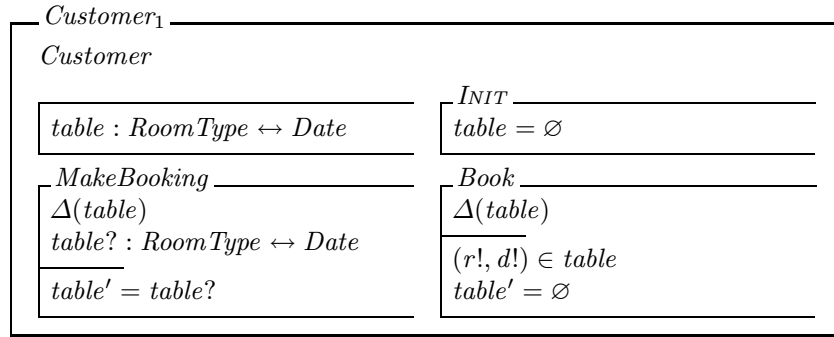 Customer₁
Customer
table : RoomType ↔ Date
INIT
table = ∅
MakeBooking
Δ(table)
table? : RoomType ↔ Date
table′ = table?
Book
Δ(table)
(r!, d!) ∈ table
table′ = ∅